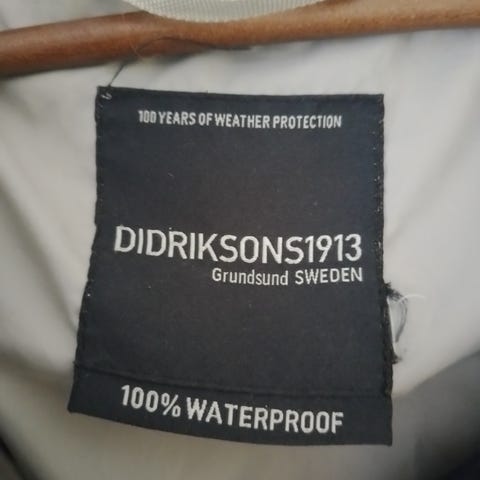 100 YEARS OF WEATHER PROTECTION
DIDRIKSONS1913
Grundsund SWEDEN
100% WATERPROOF